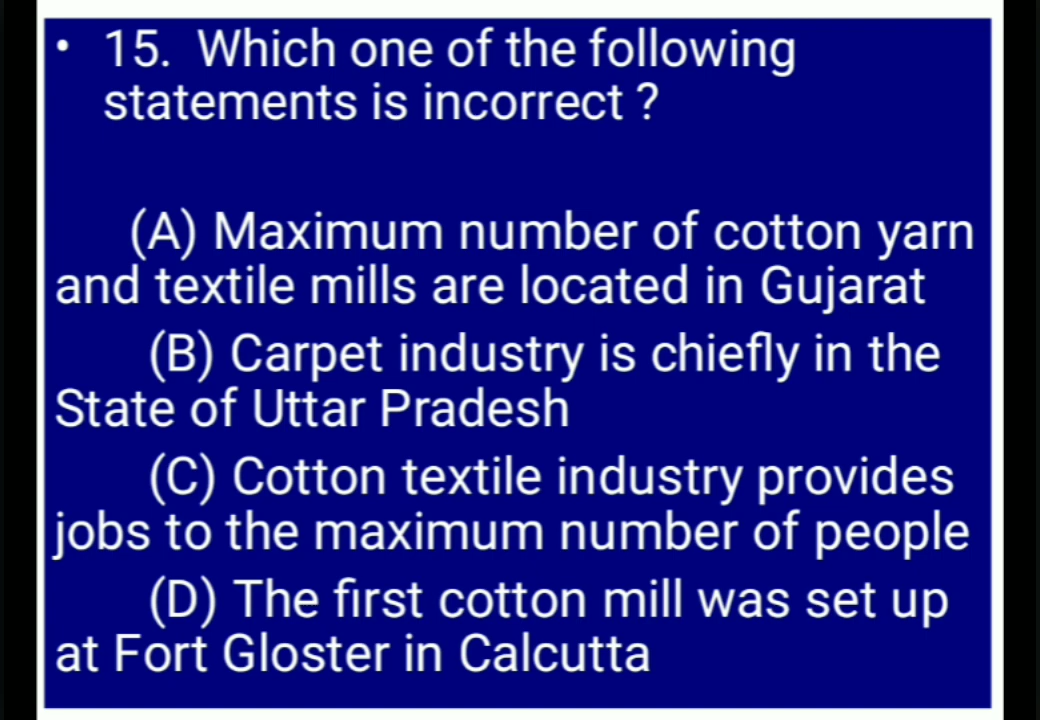 • 15. Which one of the following
statements is incorrect ?
(A) Maximum number of cotton yarn
and textile mills are located in Gujarat
(B) Carpet industry is chiefly in the
State of Uttar Pradesh
(C) Cotton textile industry provides
jobs to the maximum number of people
(D) The first cotton mill was set up
at Fort Gloster in Calcutta